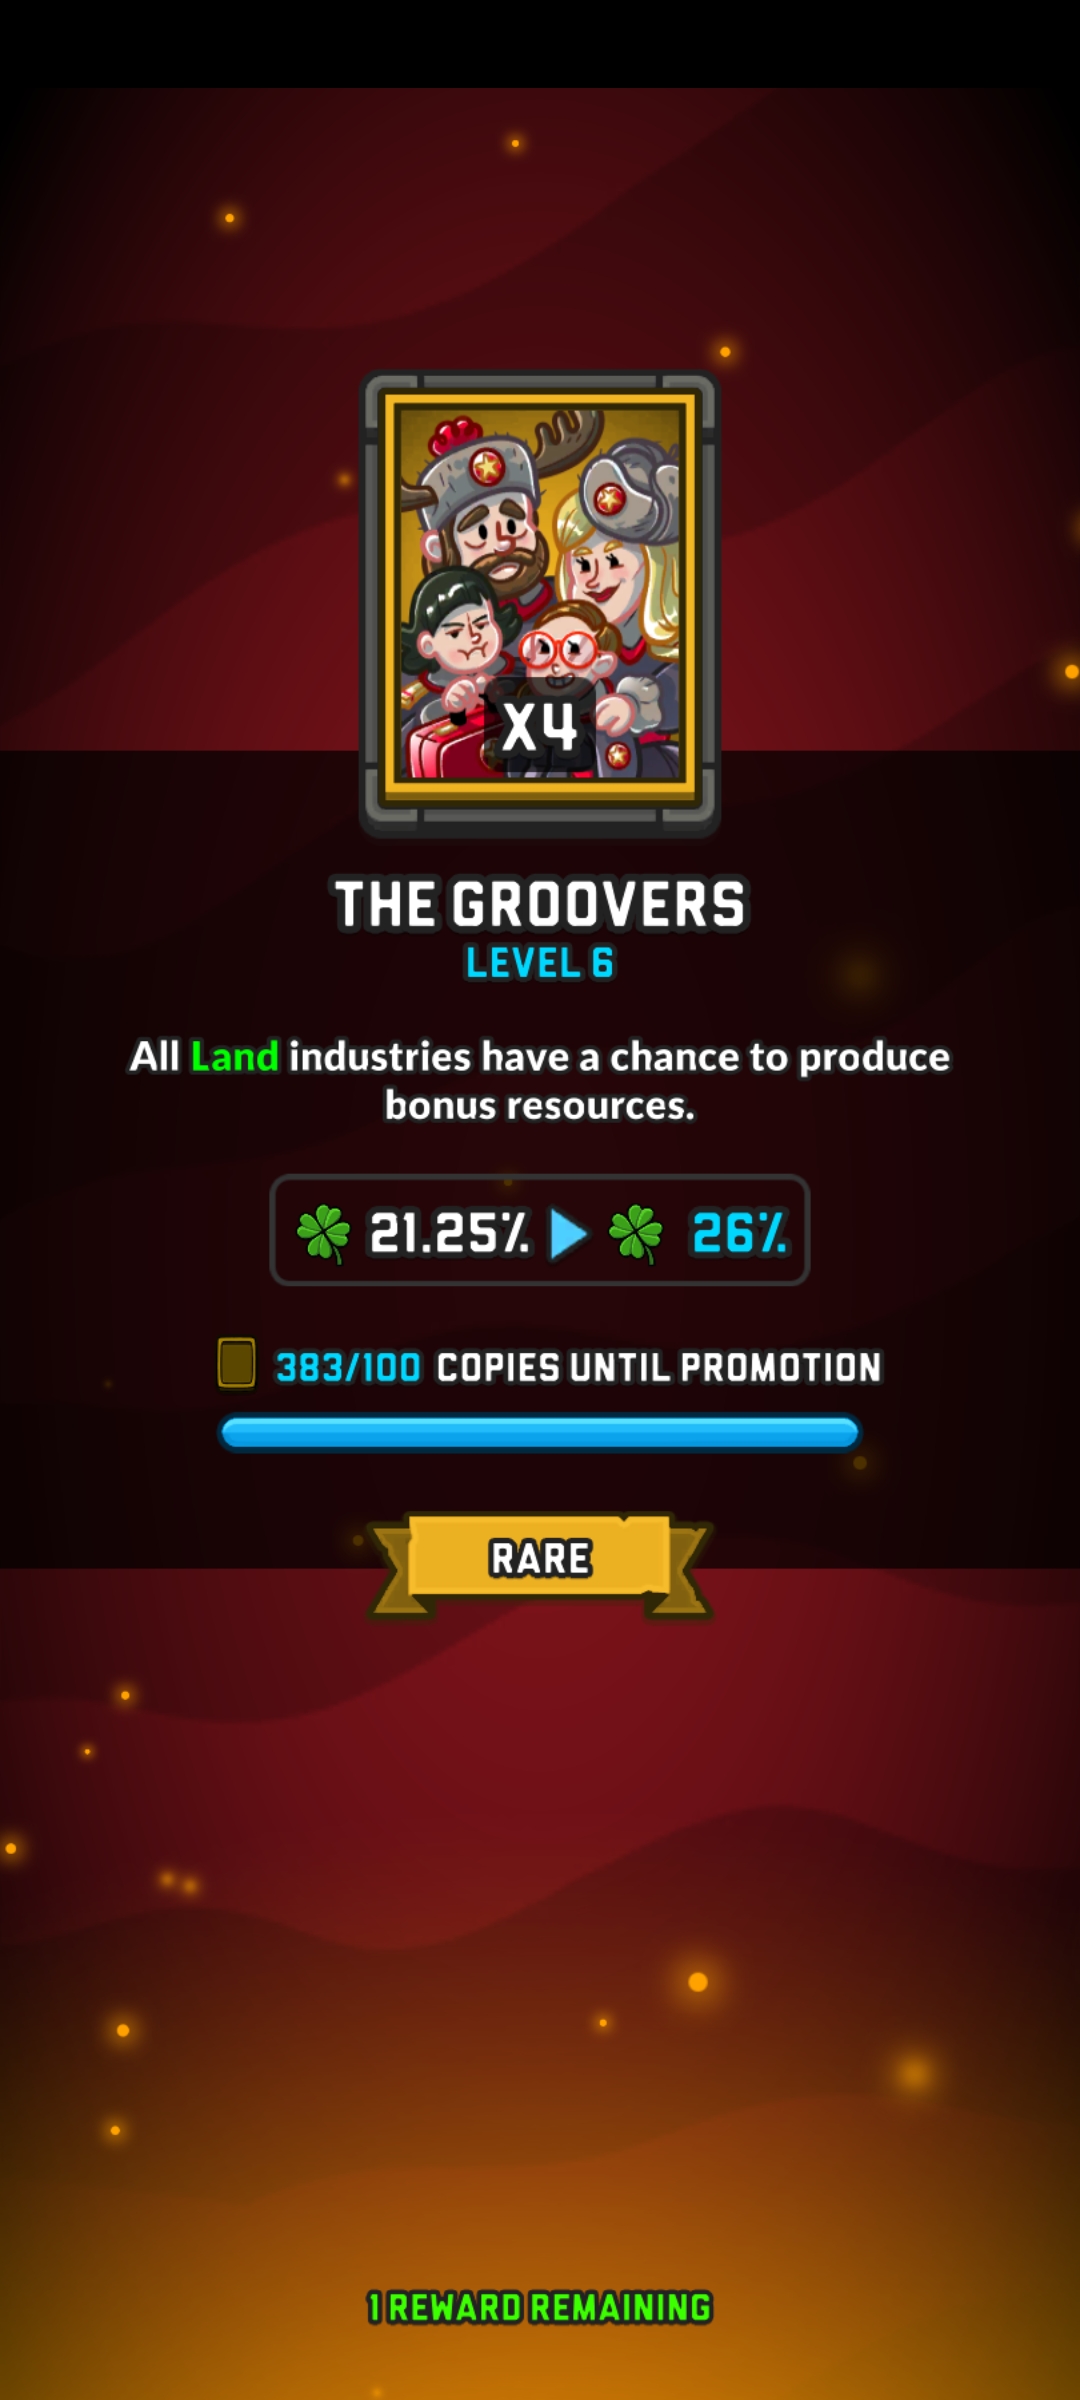 X4
THE GROOVERS
LEVEL 6
All Land industries have a chance to produce
bonus resources.
21.25% 26%
383/100 COPIES UNTIL PROMOTION
RARE
1 REWARD REMAINING